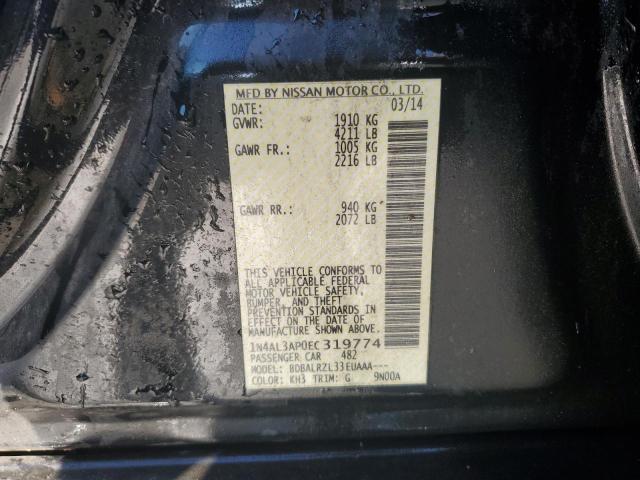 MFD BY NISSAN MOTOR CO., LTD.
DATE: 03/14
GVWR: 1910 KG
4211 LB
GAWR FR.: 1005 KG
2216 LB
GAWR RR.: 940 KG
2072 LB
THIS VEHICLE CONFORMS TO
ALL APPLICABLE FEDERAL
MOTOR VEHICLE SAFETY,
BUMPER, AND THEFT
PREVENTION STANDARDS IN
EFFECT ON THE DATE OF
MANUFACTURE SHOWN ABOVE.
1N4AL3AP0EC319774
PASSENGER CAR 482
MODEL: BDBALRZL33EUAAA---
COLOR: KH3 TRIM: G 9N00A